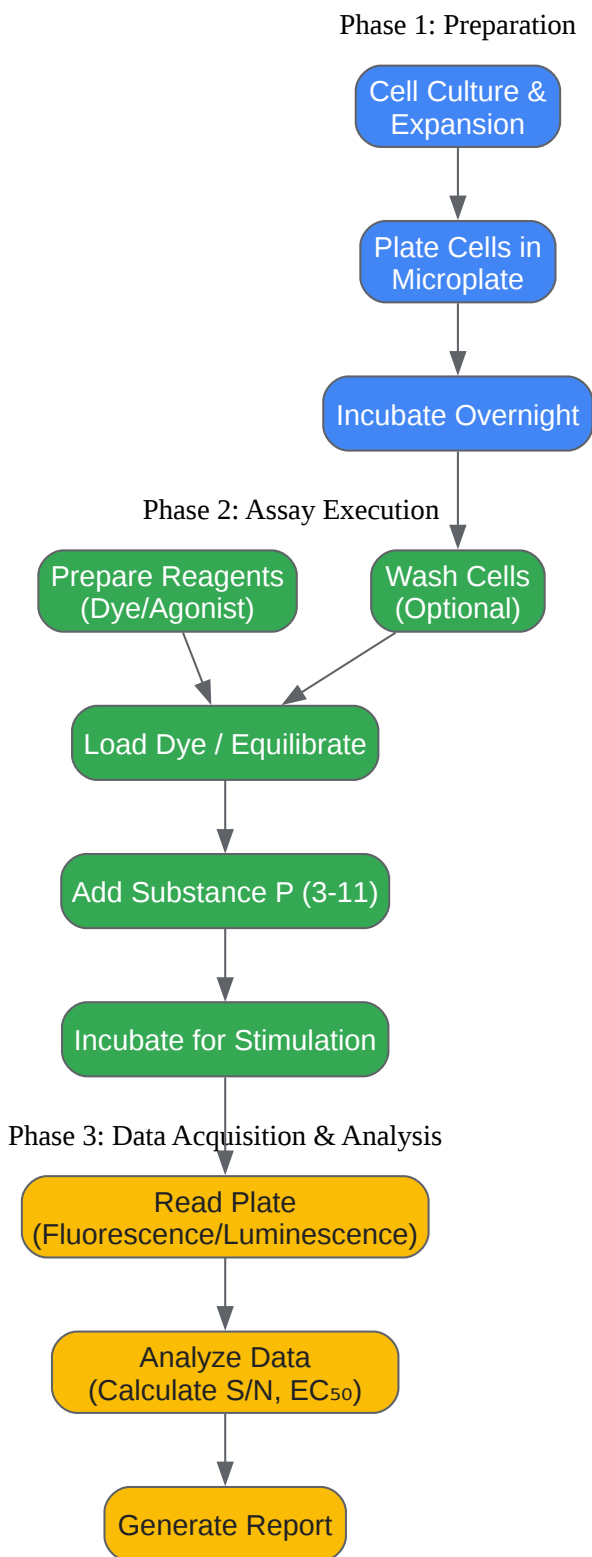 Phase 1: Preparation
Cell Culture &
Expansion
Plate Cells in
Microplate
Incubate Overnight
Phase 2: Assay Execution
Prepare Reagents
(Dye/Agonist)
Wash Cells
(Optional)
Load Dye / Equilibrate
Add Substance P (3-11)
Incubate for Stimulation
Phase 3: Data Acquisition & Analysis
Read Plate
(Fluorescence/Luminescence)
Analyze Data
(Calculate S/N, EC₅₀)
Generate Report